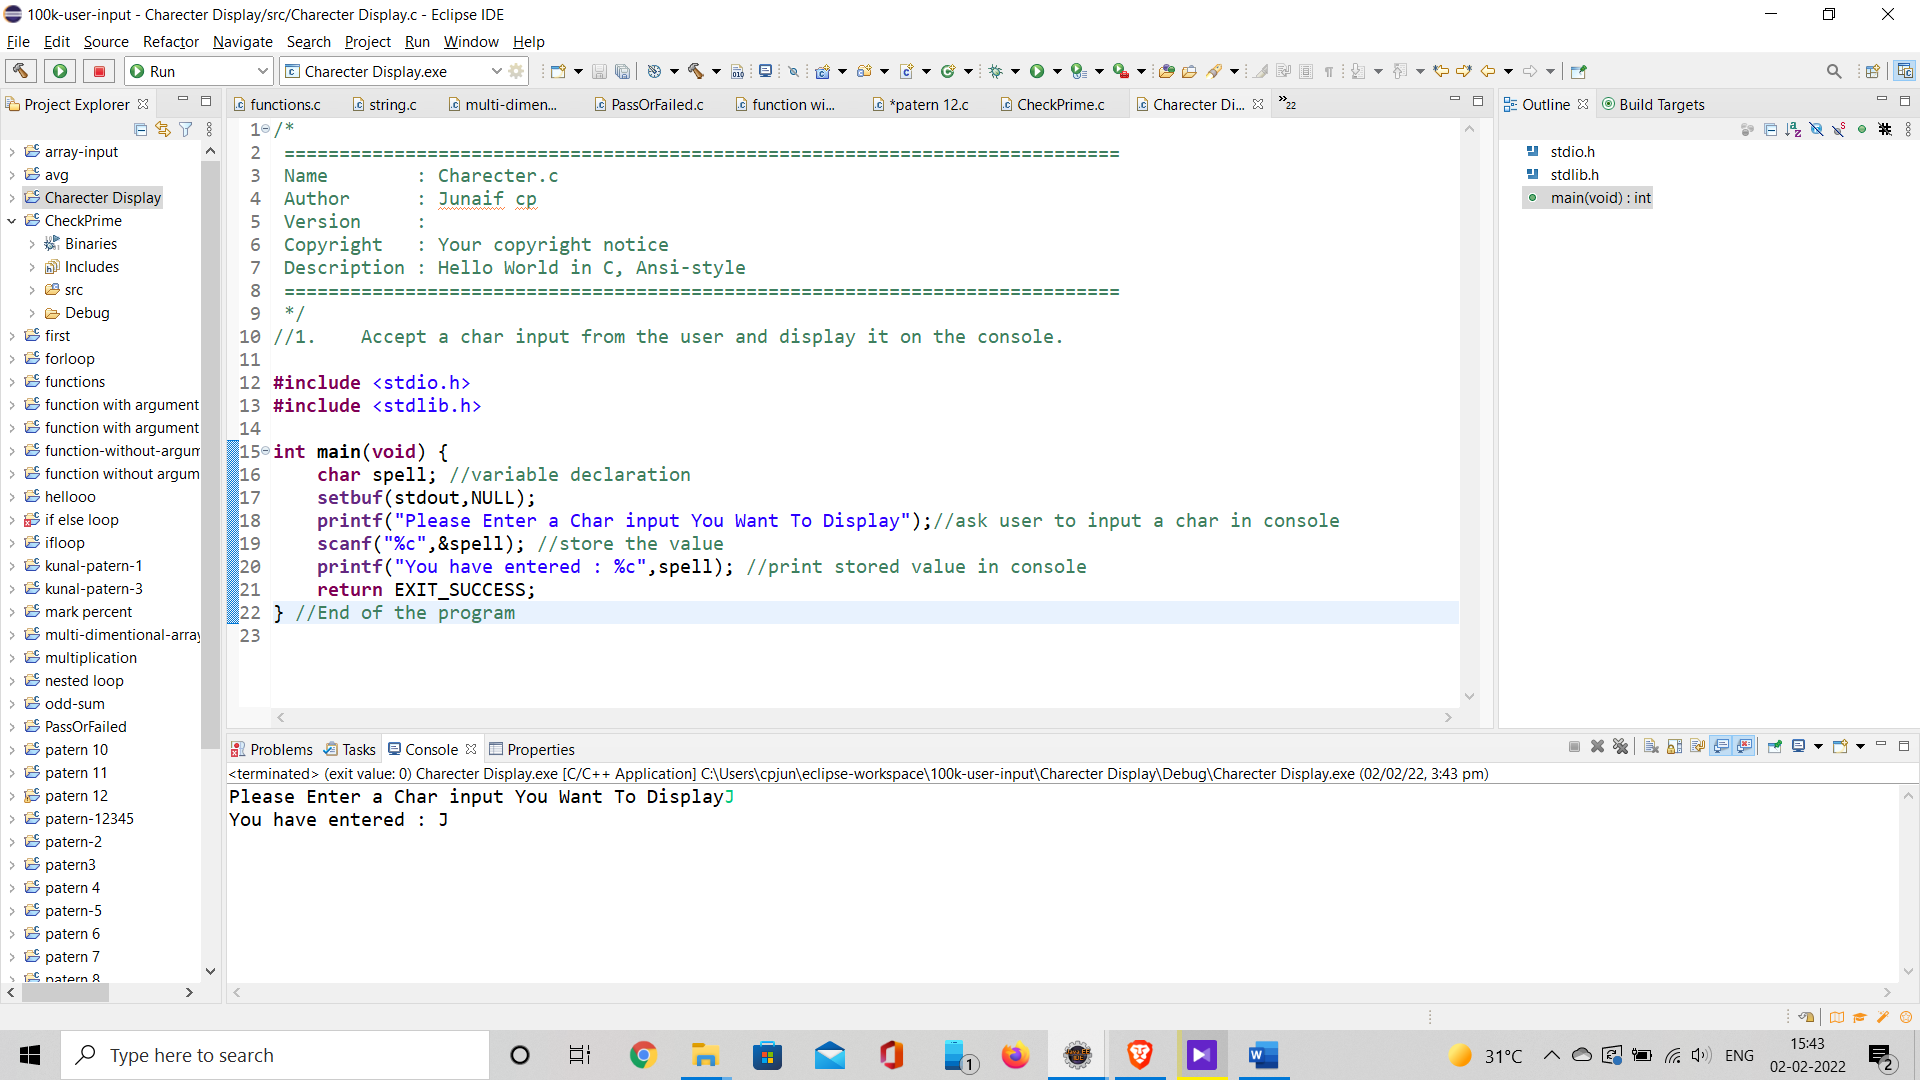 100k-user-input - Charecter Display/src/Charecter Display.c - Eclipse IDE
File Edit Source Refactor Navigate Search Project Run Window Help
Run Charecter Display.exe
Project Explorer
array-input
avg
Charecter Display
CheckPrime
Binaries
Includes
src
Debug
first
forloop
functions
function with argument
function with argument
function-without-argum
function without argum
hellooo
if else loop
ifloop
kunal-patern-1
kunal-patern-3
mark percent
multi-dimentional-array
multiplication
nested loop
odd-sum
PassOrFailed
patern 10
patern 11
patern 12
patern-12345
patern-2
patern3
patern 4
patern-5
patern 6
patern 7
patern 8
functions.c string.c multi-dimen... PassOrFailed.c function wi... *patern 12.c CheckPrime.c Charecter Di... »22
1 /*
2 ============================================================================
3 Name        : Charecter.c
4 Author      : Junaif cp
5 Version     :
6 Copyright   : Your copyright notice
7 Description : Hello World in C, Ansi-style
8 ============================================================================
9 */
10 //1.    Accept a char input from the user and display it on the console.
11
12 #include <stdio.h>
13 #include <stdlib.h>
14
15 int main(void) {
16     char spell; //variable declaration
17     setbuf(stdout,NULL);
18     printf("Please Enter a Char input You Want To Display");//ask user to input a char in console
19     scanf("%c",&spell); //store the value
20     printf("You have entered : %c",spell); //print stored value in console
21     return EXIT_SUCCESS;
22 } //End of the program
23
Outline Build Targets
stdio.h
stdlib.h
main(void) : int
Problems Tasks Console Properties
<terminated> (exit value: 0) Charecter Display.exe [C/C++ Application] C:\Users\cpjun\eclipse-workspace\100k-user-input\Charecter Display\Debug\Charecter Display.exe (02/02/22, 3:43 pm)
Please Enter a Char input You Want To DisplayJ
You have entered : J
Type here to search
1
31°C
ENG
15:43
02-02-2022
2